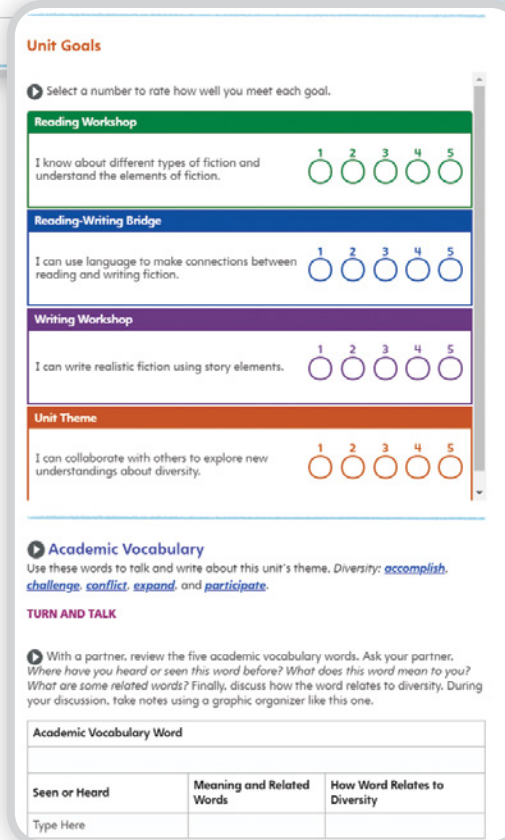 Unit Goals
Select a number to rate how well you meet each goal.
Reading Workshop
I know about different types of fiction and
understand the elements of fiction.
1 2 3 4 5
Reading-Writing Bridge
I can use language to make connections between
reading and writing fiction.
1 2 3 4 5
Writing Workshop
I can write realistic fiction using story elements.
1 2 3 4 5
Unit Theme
I can collaborate with others to explore new
understandings about diversity.
1 2 3 4 5
Academic Vocabulary
Use these words to talk and write about this unit's theme, Diversity: accomplish,
challenge, conflict, expand, and participate.
TURN AND TALK
With a partner, review the five academic vocabulary words. Ask your partner,
Where have you heard or seen this word before? What does this word mean to you?
What are some related words? Finally, discuss how the word relates to diversity. During
your discussion, take notes using a graphic organizer like this one.
Academic Vocabulary Word
Seen or Heard
Meaning and Related
Words
How Word Relates to
Diversity
Type Here